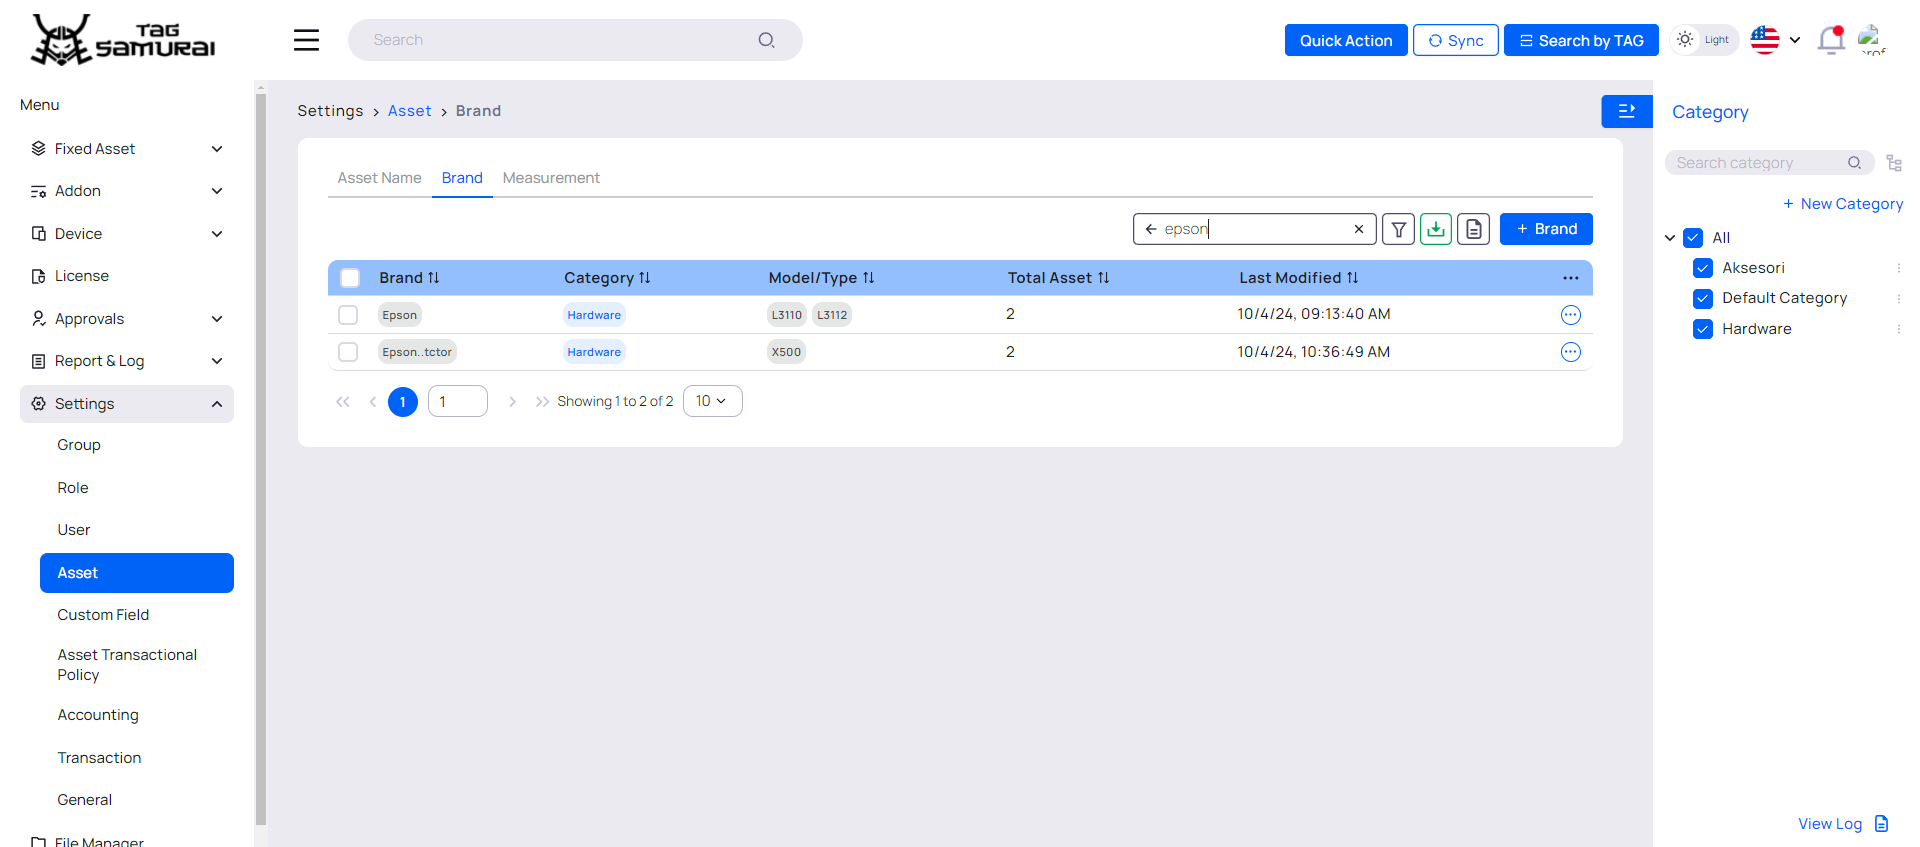 TAG SAMURAI
Search
Quick Action
Sync
Search by TAG
Light
prof
Menu
Fixed Asset
Addon
Device
License
Approvals
Report & Log
Settings
Group
Role
User
Asset
Custom Field
Asset Transactional
Policy
Accounting
Transaction
General
File Manager
Settings > Asset > Brand
Asset Name Brand Measurement
epson
+ Brand
Brand Category Model/Type Total Asset Last Modified
Epson Hardware L3110 L3112 2 10/4/24, 09:13:40 AM
Epson..tctor Hardware X500 2 10/4/24, 10:36:49 AM
1 1 Showing 1 to 2 of 2 10
Category
Search category
+ New Category
All
Aksesori
Default Category
Hardware
View Log